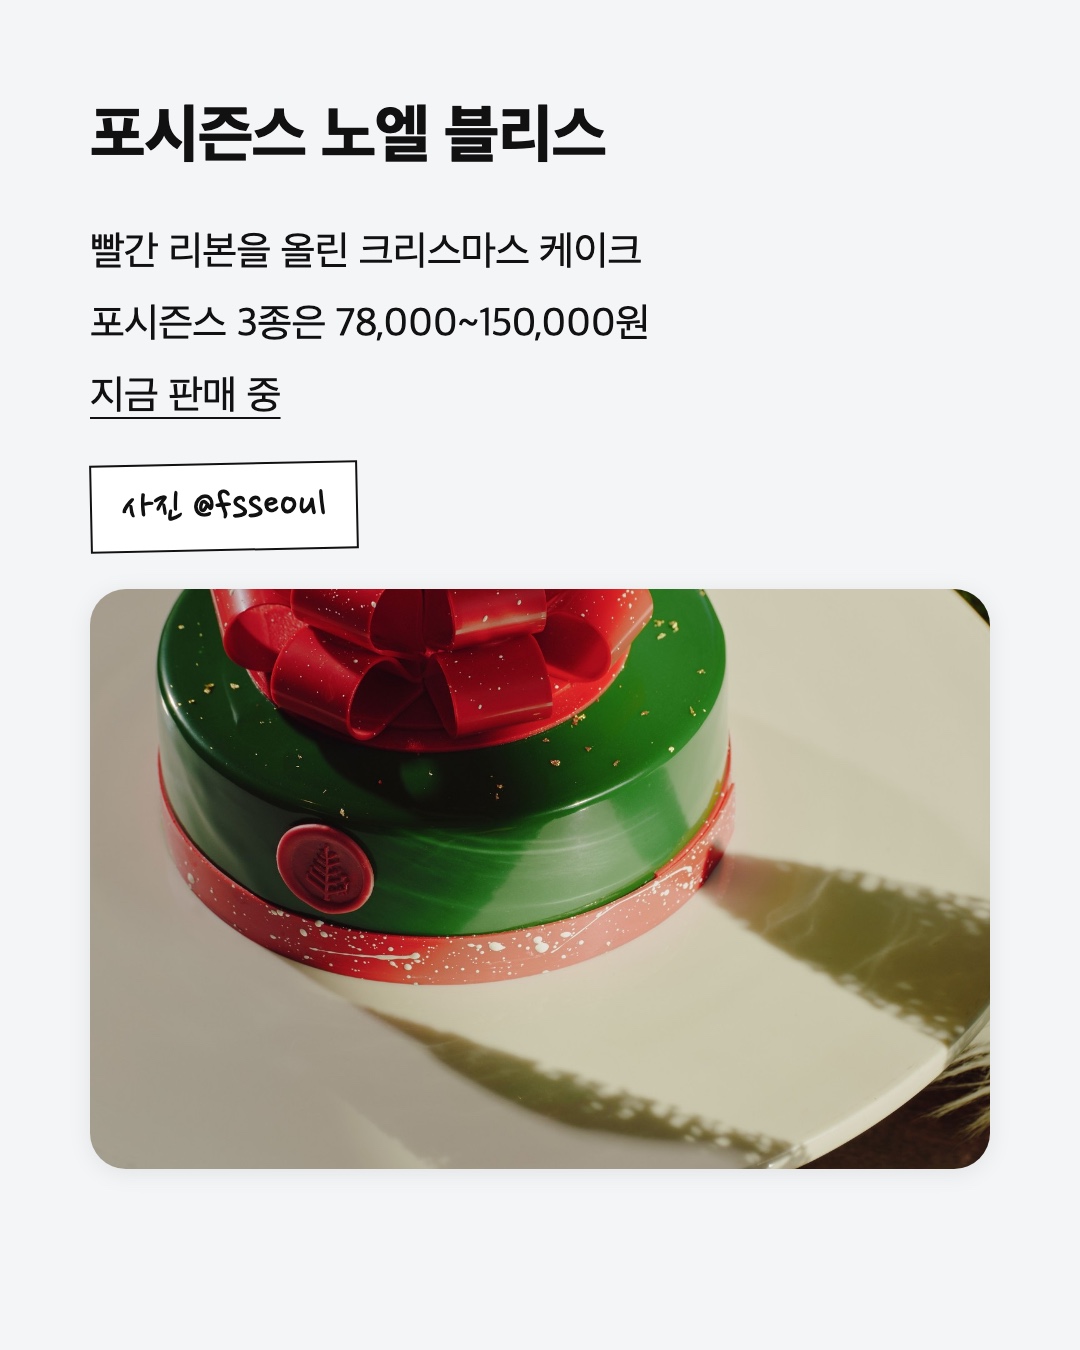 포시즌스 노엘 블리스
빨간 리본을 올린 크리스마스 케이크
포시즌스 3종은 78,000~150,000원
지금 판매 중
사진 @fsseoul